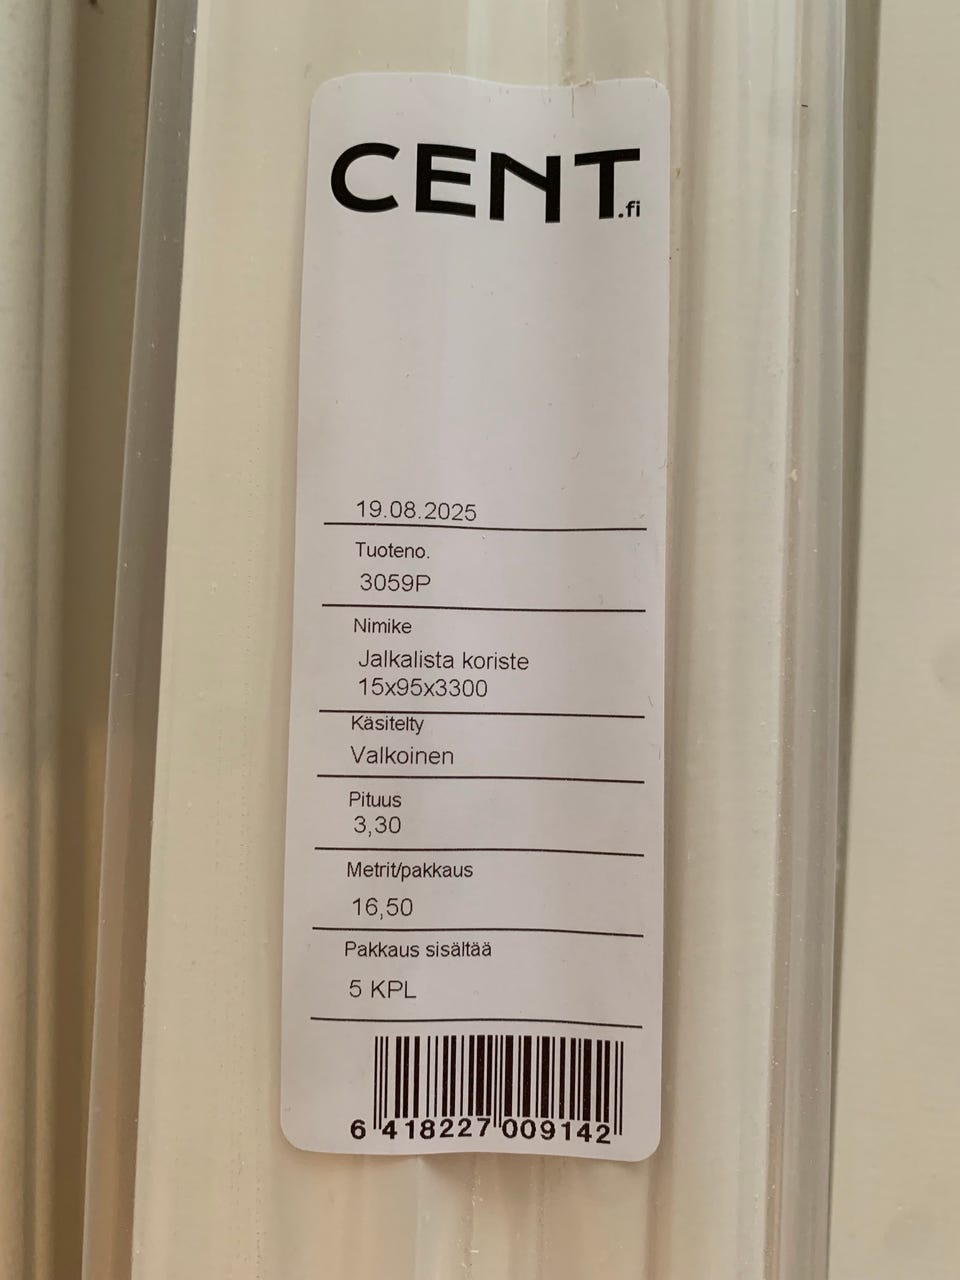 CENT.fi
19.08.2025
Tuoteno.
3059P
Nimike
Jalkalista koriste
15x95x3300
Käsitelty
Valkoinen
Pituus
3,30
Metrit/pakkaus
16,50
Pakkaus sisältää
5 KPL
6 418227 009142